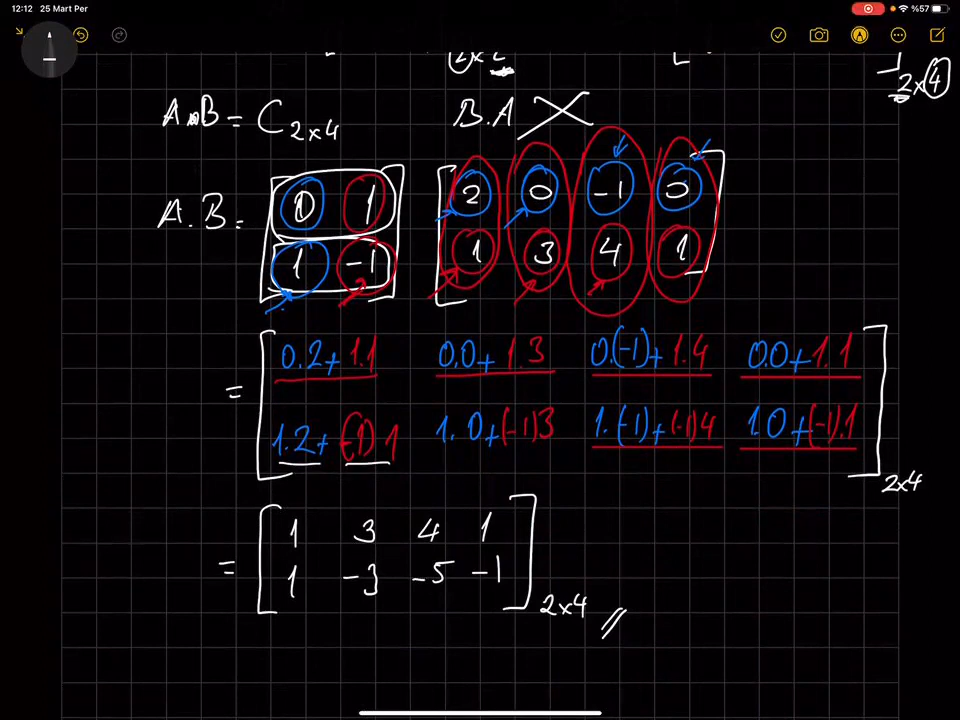 12:12 25 Mart Per %57
2x4
A.B = C2x4 B.A
A.B = [0 1] [2 0 -1 0]
[1 -1] [1 3 4 1]
= [0.2+1.1 0.0+1.3 0.(-1)+1.4 0.0+1.1]
[1.2+(-1)1 1.0+(-1)3 1.(-1)+(-1)4 1.0+(-1).1] 2x4
= [1 3 4 1]
[1 -3 -5 -1] 2x4 //